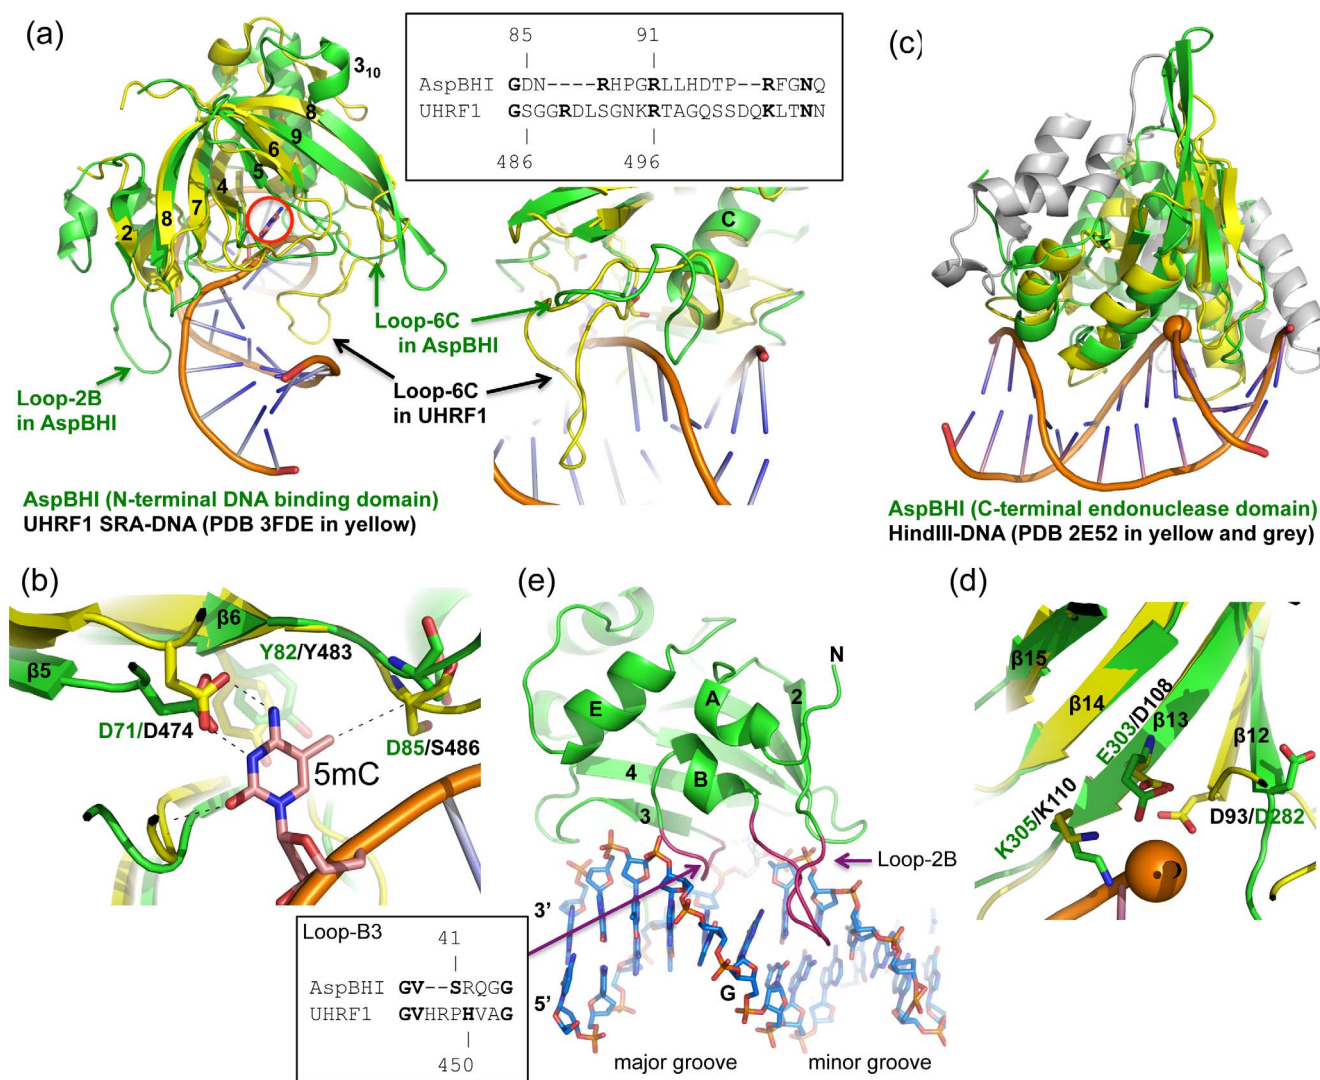 (a)
3₁₀
8
9
6
5
4
7
8
2
Loop-2B
in AspBHI
Loop-6C
in AspBHI
Loop-6C
in UHRF1
C
AspBHI (N-terminal DNA binding domain)
UHRF1 SRA-DNA (PDB 3FDE in yellow)
85 91
AspBHI GDN----RHPGRLLHDTP--RFGNQ
UHRF1 GSGGRDLSGNKRTAGQSSDQKLTNN
486 496
(c)
AspBHI (C-terminal endonuclease domain)
HindIII-DNA (PDB 2E52 in yellow and grey)
(b)
β6
β5
Y82/Y483
D71/D474
D85/S486
5mC
Loop-B3
41
AspBHI GV--SRQGG
UHRF1 GVHRPHVAG
450
(e)
N
A
2
E
B
4
3
Loop-2B
3’
5’
G
major groove minor groove
(d)
β15
β14
E303/D108
β13
β12
K305/K110
D93/D282